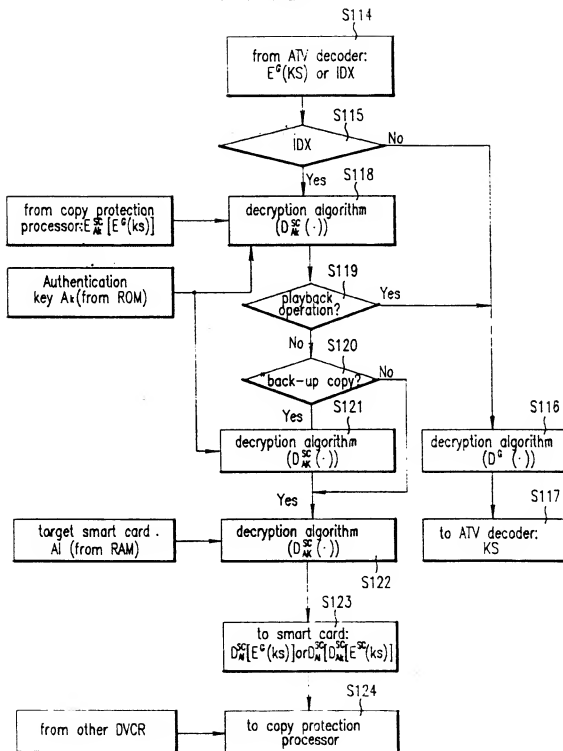 S114
from ATV decoder:
E^G(KS) or IDX
S115
IDX
No
Yes
S118
from copy protection
processor:E^SC_AK[E^G(ks)]
decryption algorithm
(D^SC_AK(·))
Authentication
key Ak(from ROM)
S119
playback
operation?
Yes
No
S120
"back-up copy?
No
Yes
S121
decryption algorithm
(D^SC_AK(·))
S116
decryption algorithm
(D^G(·))
Yes
S117
to ATV decoder:
KS
target smart card.
Al (from RAM)
decryption algorithm
(D^SC_AK(·))
S122
S123
to smart card:
D^SC_Al[E^G(ks)]orD^SC_Al[D^SC_Ak[E^SC(ks)]
S124
from other DVCR
to copy protection
processor